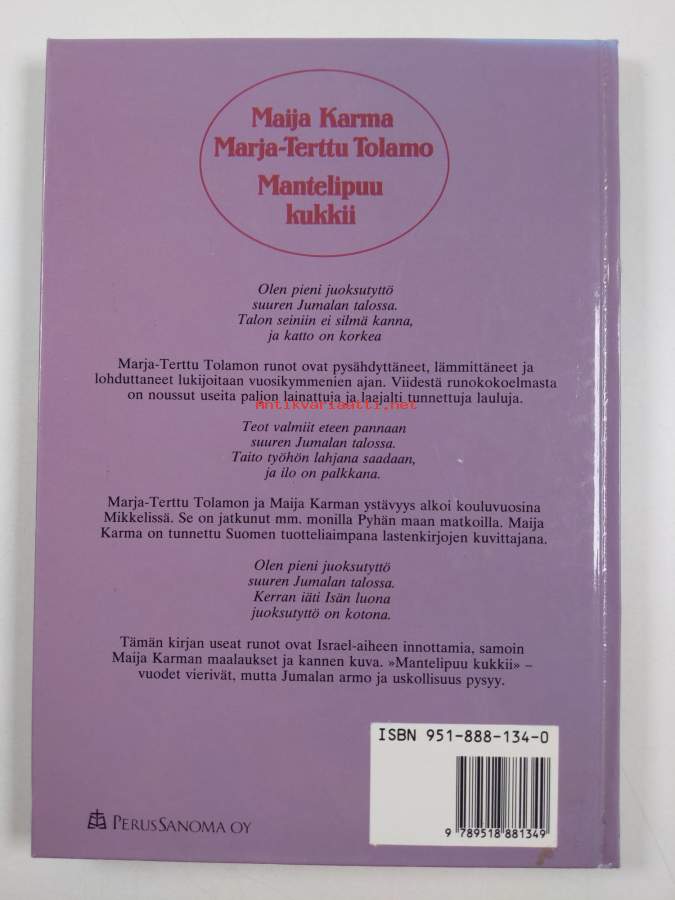 Maija Karma
Marja-Terttu Tolamo
Mantelipuu
kukkii
Olen pieni juoksutyttö
suuren Jumalan talossa.
Talon seiniin ei silmä kanna,
ja katto on korkea
Marja-Terttu Tolamon runot ovat pysähdyttäneet, lämmittäneet ja
lohduttaneet lukijoitaan vuosikymmenien ajan. Viidestä runokokoelmasta
on noussut useita paljon lainattuja ja laajalti tunnettuja lauluja.
Antikvariaatti.net
Teot valmiit eteen pannaan
suuren Jumalan talossa.
Taito työhön lahjana saadaan,
ja ilo on palkkana.
Marja-Terttu Tolamon ja Maija Karman ystävyys alkoi kouluvuosina
Mikkelissä. Se on jatkunut mm. monilla Pyhän maan matkoilla. Maija
Karma on tunnettu Suomen tuotteliaimpana lastenkirjojen kuvittajana.
Olen pieni juoksutyttö
suuren Jumalan talossa.
Kerran iäti Isän luona
juoksutyttö on kotona.
Tämän kirjan useat runot ovat Israel-aiheen innottamia, samoin
Maija Karman maalaukset ja kannen kuva. »Mantelipuu kukkii» –
vuodet vierivät, mutta Jumalan armo ja uskollisuus pysyy.
ISBN 951-888-134-0
9 789518 881349
PERUSSANOMA OY